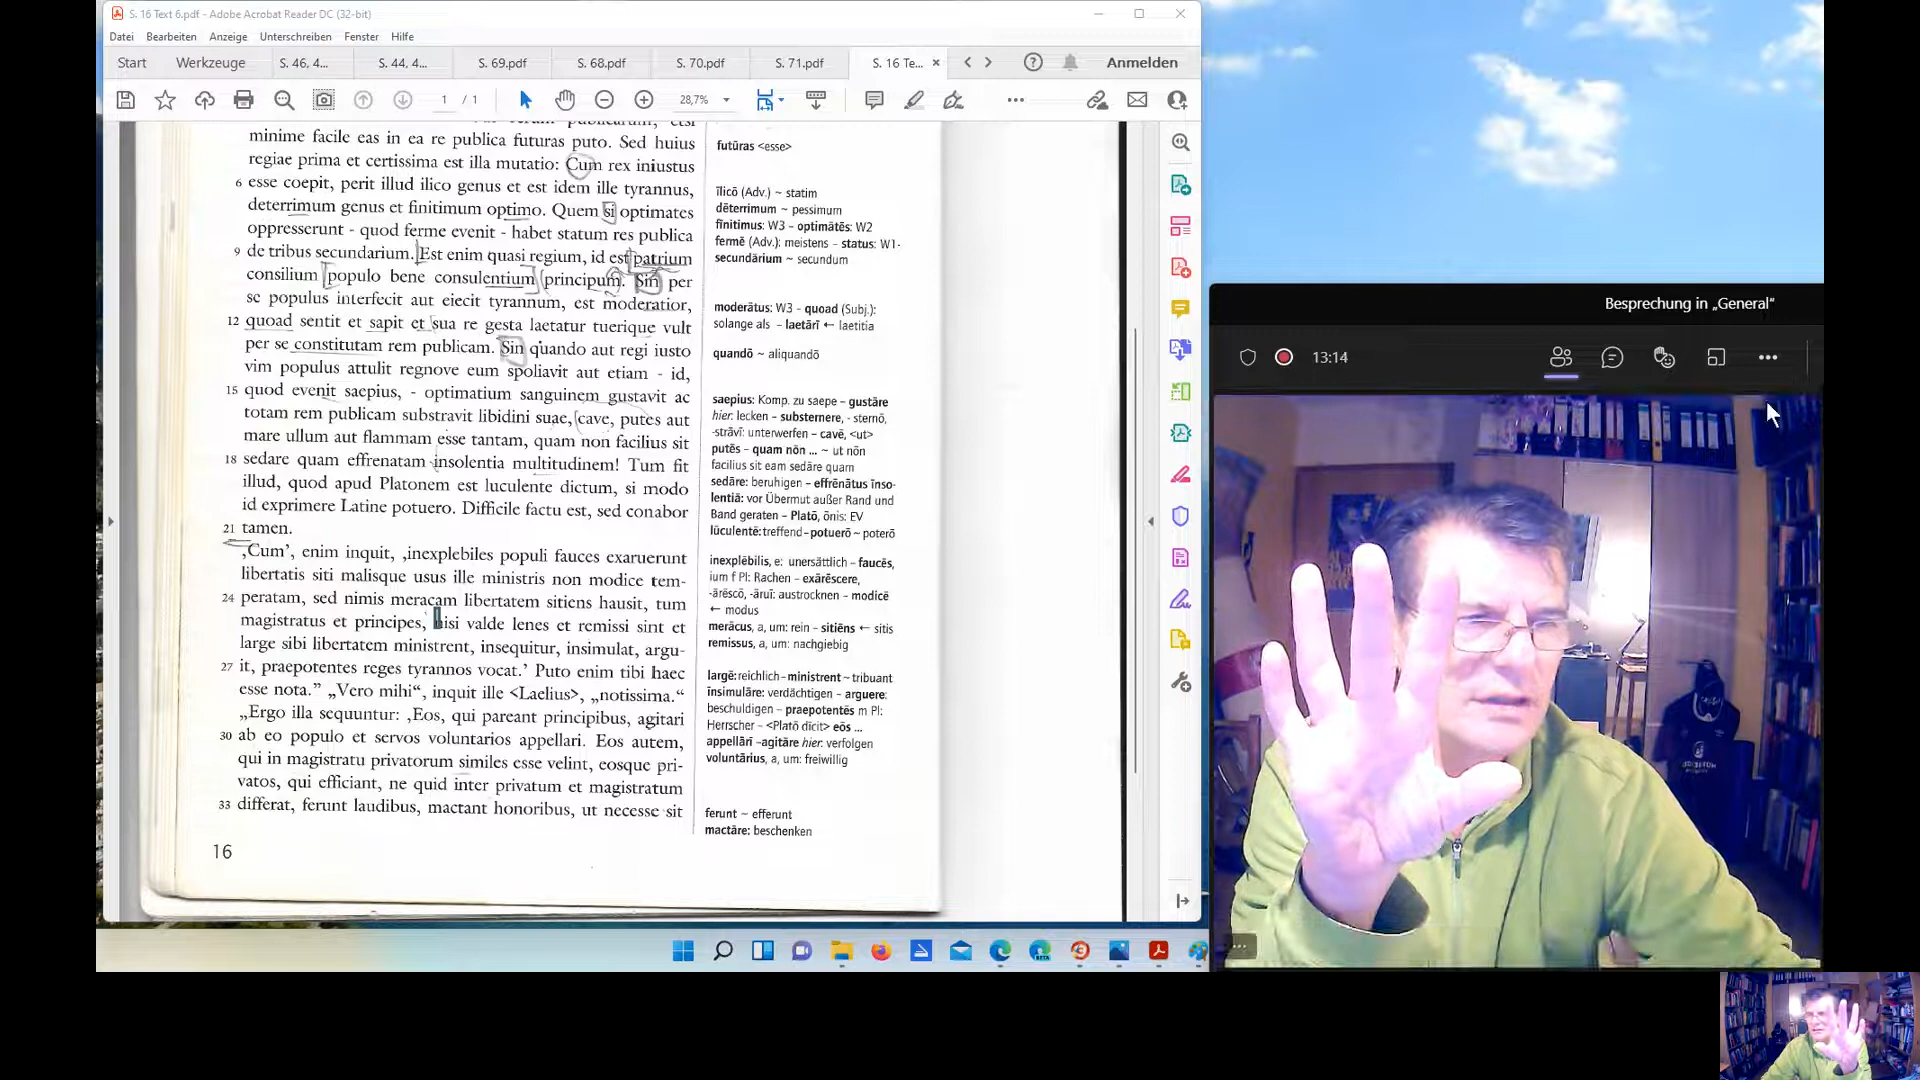 S. 16 Text 6.pdf - Adobe Acrobat Reader DC (32-bit)
Datei Bearbeiten Anzeige Unterschreiben Fenster Hilfe
Start Werkzeuge S. 46, 4... S. 44, 4... S. 69.pdf S. 68.pdf S. 70.pdf S. 71.pdf S. 16 Te... Anmelden
1 / 1 28,7%
minime facile eas in ea re publica futuras puto. Sed huius
regiae prima et certissima est illa mutatio: Cum rex iniustus
6 esse coepit, perit illud ilico genus et est idem ille tyrannus,
deterrimum genus et finitimum optimo. Quem si optimates
oppresserunt - quod ferme evenit - habet statum res publica
9 de tribus secundarium. Est enim quasi regium, id est patrium
consilium populo bene consulentium principum. Sin per
se populus interfecit aut eiecit tyrannum, est moderatior,
12 quoad sentit et sapit et sua re gesta laetatur tuerique vult
per se constitutam rem publicam. Sin quando aut regi iusto
vim populus attulit regnove eum spoliavit aut etiam - id,
15 quod evenit saepius, - optimatium sanguinem gustavit ac
totam rem publicam substravit libidini suae, cave, putes aut
mare ullum aut flammam esse tantam, quam non facilius sit
18 sedare quam effrenatam insolentia multitudinem! Tum fit
illud, quod apud Platonem est luculente dictum, si modo
id exprimere Latine potuero. Difficile factu est, sed conabor
21 tamen.
‚Cum’, enim inquit, ‚inexplebiles populi fauces exaruerunt
libertatis siti malisque usus ille ministris non modice tem-
24 peratam, sed nimis meracam libertatem sitiens hausit, tum
magistratus et principes, nisi valde lenes et remissi sint et
large sibi libertatem ministrent, insequitur, insimulat, argu-
27 it, praepotentes reges tyrannos vocat.’ Puto enim tibi haec
esse nota.” „Vero mihi“, inquit ille <Laelius>, „notissima.“
„Ergo illa sequuntur: ‚Eos, qui pareant principibus, agitari
30 ab eo populo et servos voluntarios appellari. Eos autem,
qui in magistratu privatorum similes esse velint, eosque pri-
vatos, qui efficiant, ne quid inter privatum et magistratum
33 differat, ferunt laudibus, mactant honoribus, ut necesse sit
16
futūras <esse>
īlicō (Adv.) ~ statim
dēterrimum ~ pessimum
fīnitimus: W3 – optimātēs: W2
fermē (Adv.): meistens – status: W1-
secundārium ~ secundum
moderātus: W3 – quoad (Subj.):
solange als – laetārī ← laetitia
quandō ~ aliquandō
saepius: Komp. zu saepe – gustāre
hier: lecken – substernere, - sternō,
-strāvī: unterwerfen – cavē, <ut>
putēs – quam nōn ... ~ ut nōn
facilius sit eam sedāre quam
sedāre: beruhigen – effrēnātus īnso-
lentiā: vor Übermut außer Rand und
Band geraten – Platō, ōnis: EV
lūculentē: treffend – potuerō ~ poterō
inexplēbilis, e: unersättlich – faucēs,
ium f Pl: Rachen – exārēscere,
-ārēscō, -āruī: austrocknen – modicē
← modus
merācus, a, um: rein – sitiēns ← sitis
remissus, a, um: nachgiebig
largē: reichlich – ministrent ~ tribuant
īnsimulāre: verdächtigen – arguere:
beschuldigen – praepotentēs m Pl:
Herrscher – <Platō dīcit> eōs ...
appellārī –agitāre hier: verfolgen
voluntārius, a, um: freiwillig
ferunt ~ efferunt
mactāre: beschenken
Besprechung in „General“
13:14